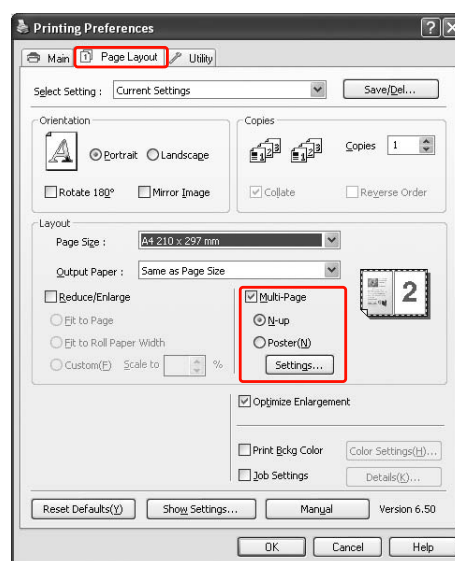 Printing Preferences
Main Page Layout Utility
Select Setting : Current Settings Save/Del...
Orientation
Portrait Landscape
Rotate 180° Mirror Image
Copies
Copies 1
Collate Reverse Order
Layout
Page Size : A4 210 x 297 mm
Output Paper : Same as Page Size
Reduce/Enlarge
Fit to Page
Fit to Roll Paper Width
Custom(F) Scale to %
Multi-Page
N-up
Poster(N)
Settings...
2
Optimize Enlargement
Print Bckg Color Color Settings(H)...
Job Settings Details(K)...
Reset Defaults(Y) Show Settings... Manual Version 6.50
OK Cancel Help